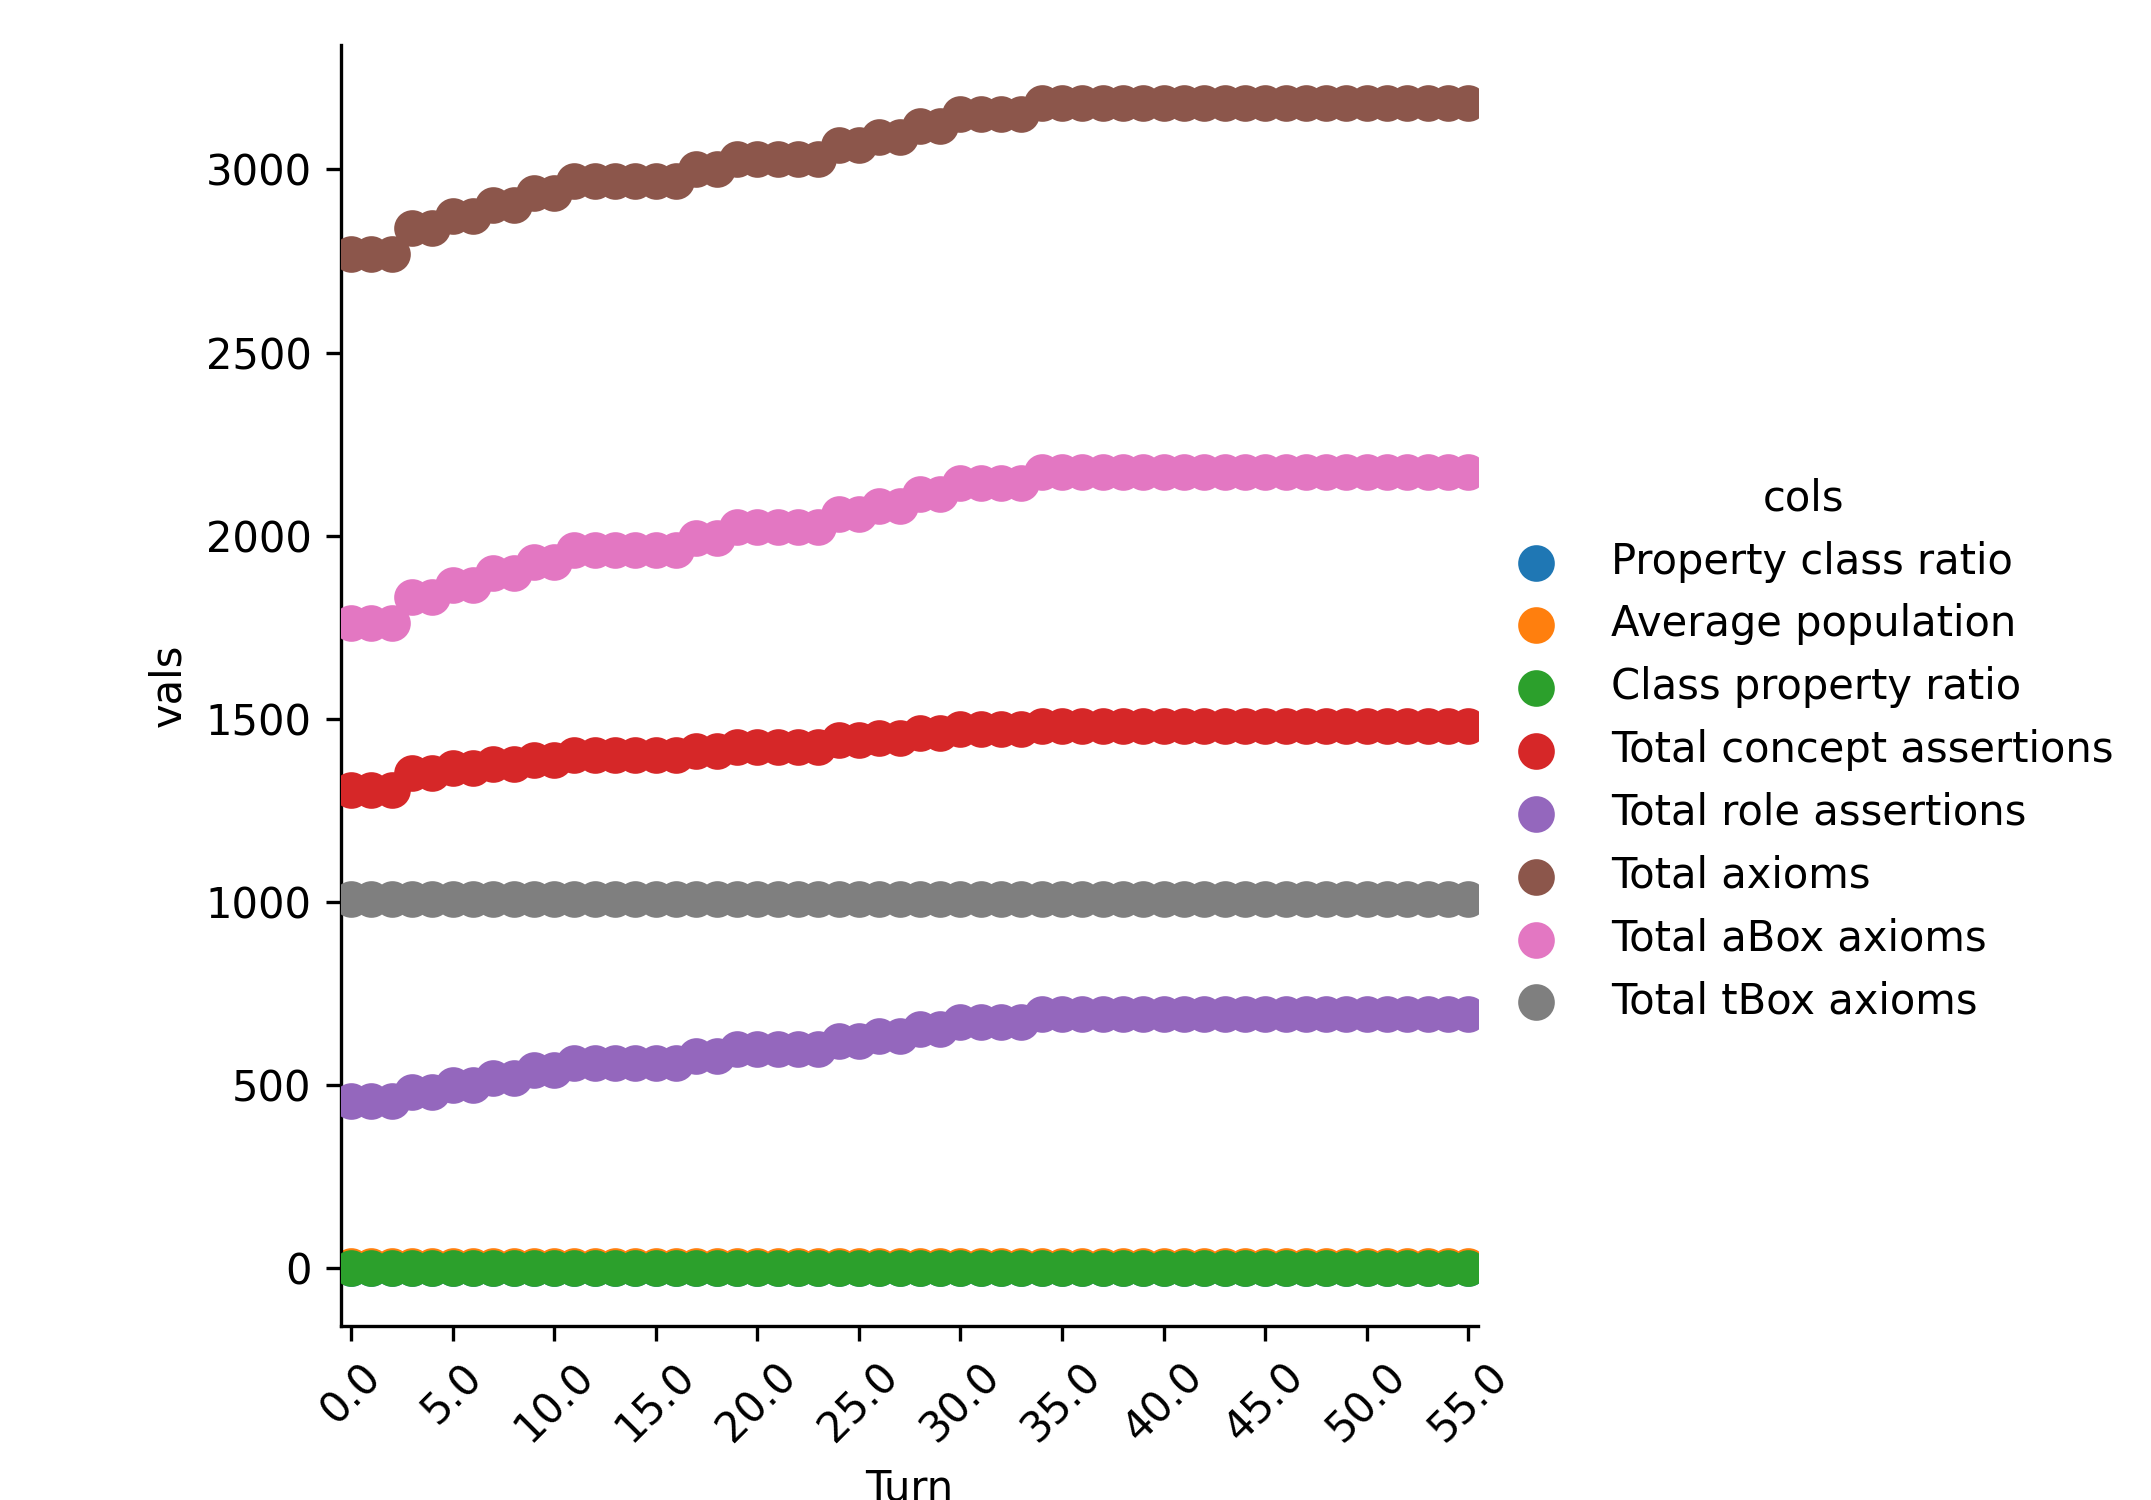 3000
2500
2000
1500
1000
500
0
vals
0.0 5.0 10.0 15.0 20.0 25.0 30.0 35.0 40.0 45.0 50.0 55.0
Turn
cols
Property class ratio
Average population
Class property ratio
Total concept assertions
Total role assertions
Total axioms
Total aBox axioms
Total tBox axioms